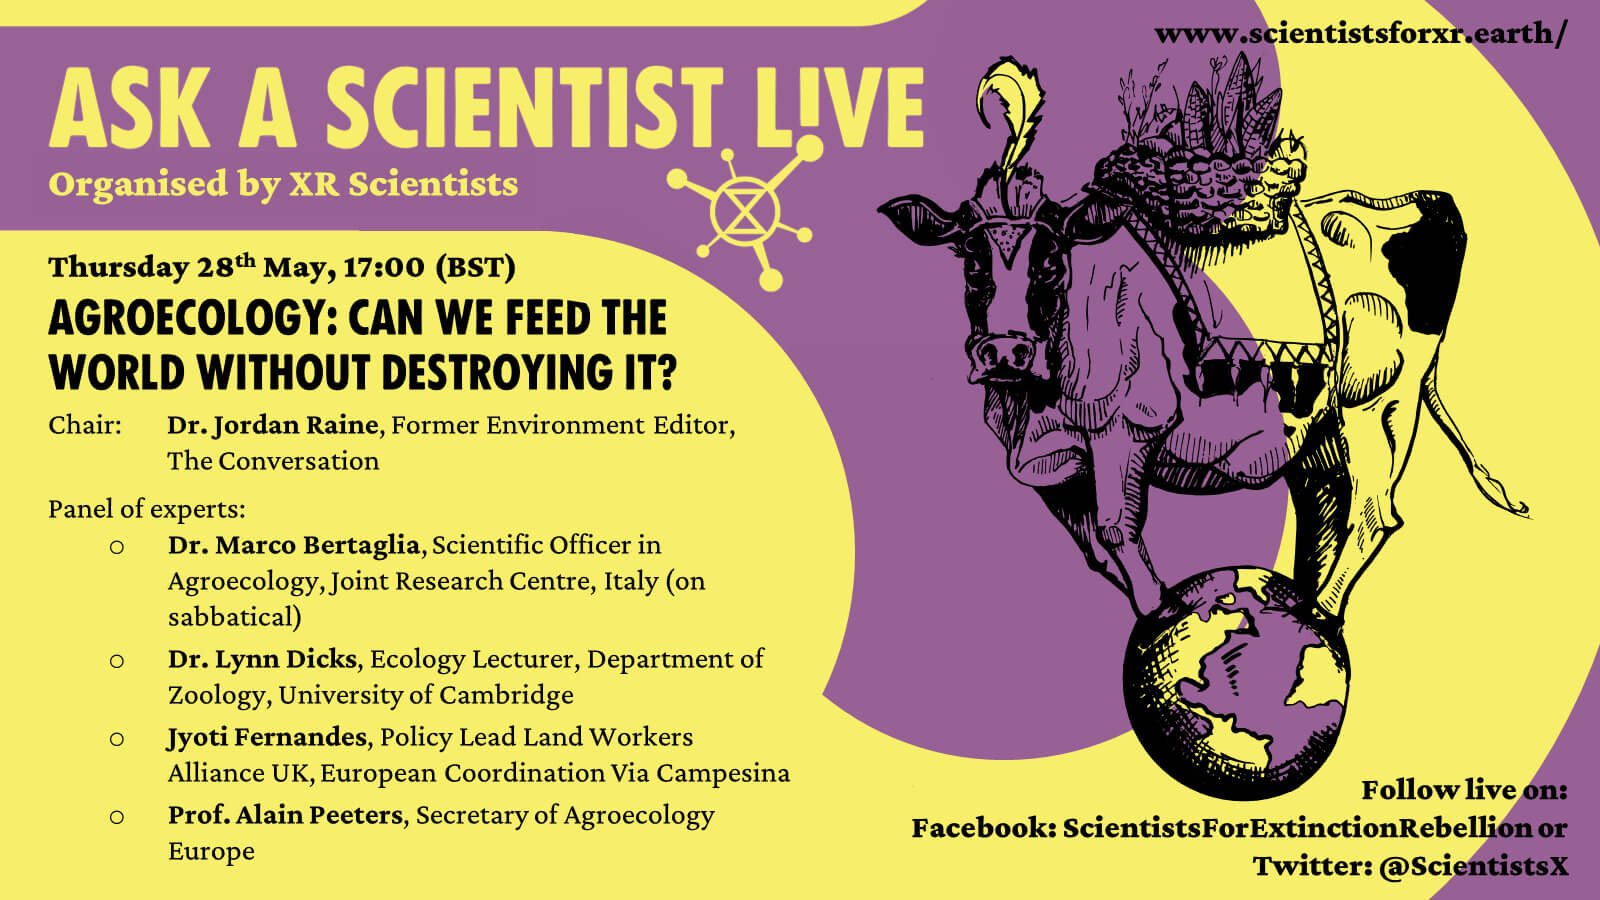 www.scientistsforxr.earth/
ASK A SCIENTIST L!VE
Organised by XR Scientists
Thursday 28th May, 17:00 (BST)
AGROECOLOGY: CAN WE FEED THE
WORLD WITHOUT DESTROYING IT?
Chair: Dr. Jordan Raine, Former Environment Editor,
The Conversation
Panel of experts:
○ Dr. Marco Bertaglia, Scientific Officer in
Agroecology, Joint Research Centre, Italy (on
sabbatical)
○ Dr. Lynn Dicks, Ecology Lecturer, Department of
Zoology, University of Cambridge
○ Jyoti Fernandes, Policy Lead Land Workers
Alliance UK, European Coordination Via Campesina
○ Prof. Alain Peeters, Secretary of Agroecology
Europe
Follow live on:
Facebook: ScientistsForExtinctionRebellion or
Twitter: @ScientistsX